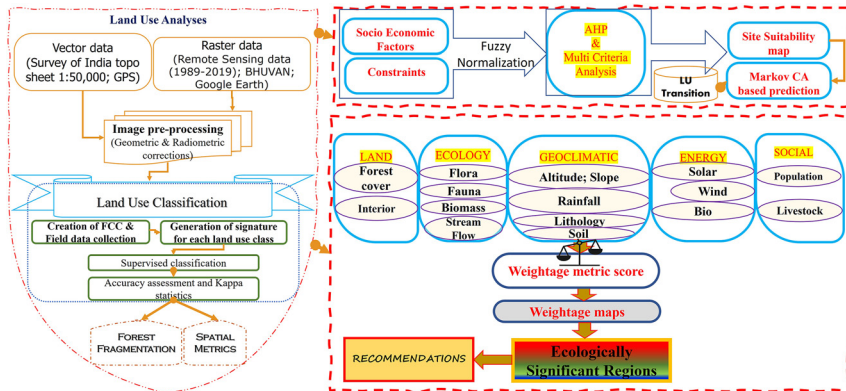 Land Use Analyses
Vector data
(Survey of India topo
sheet 1:50,000; GPS)
Raster data
(Remote Sensing data
(1989-2019); BHUVAN;
Google Earth)
Image pre-processing
(Geometric & Radiometric
corrections)
Land Use Classification
Creation of FCC &
Field data collection
Generation of signature
for each land use class
Supervised classification
Accuracy assessment and Kappa
statistics
FOREST
FRAGMENTATION
SPATIAL
METRICS
Socio Economic
Factors
Constraints
Fuzzy
Normalization
AHP
&
Multi Criteria
Analysis
Site Suitability
map
LU
Transition
Markov CA
based prediction
LAND
Forest
cover
Interior
ECOLOGY
Flora
Fauna
Biomass
Stream
Flow
GEOCLIMATIC
Altitude; Slope
Rainfall
Lithology
Soil
ENERGY
Solar
Wind
Bio
SOCIAL
Population
Livestock
Weightage metric score
Weightage maps
Ecologically
Significant Regions
RECOMMENDATIONS